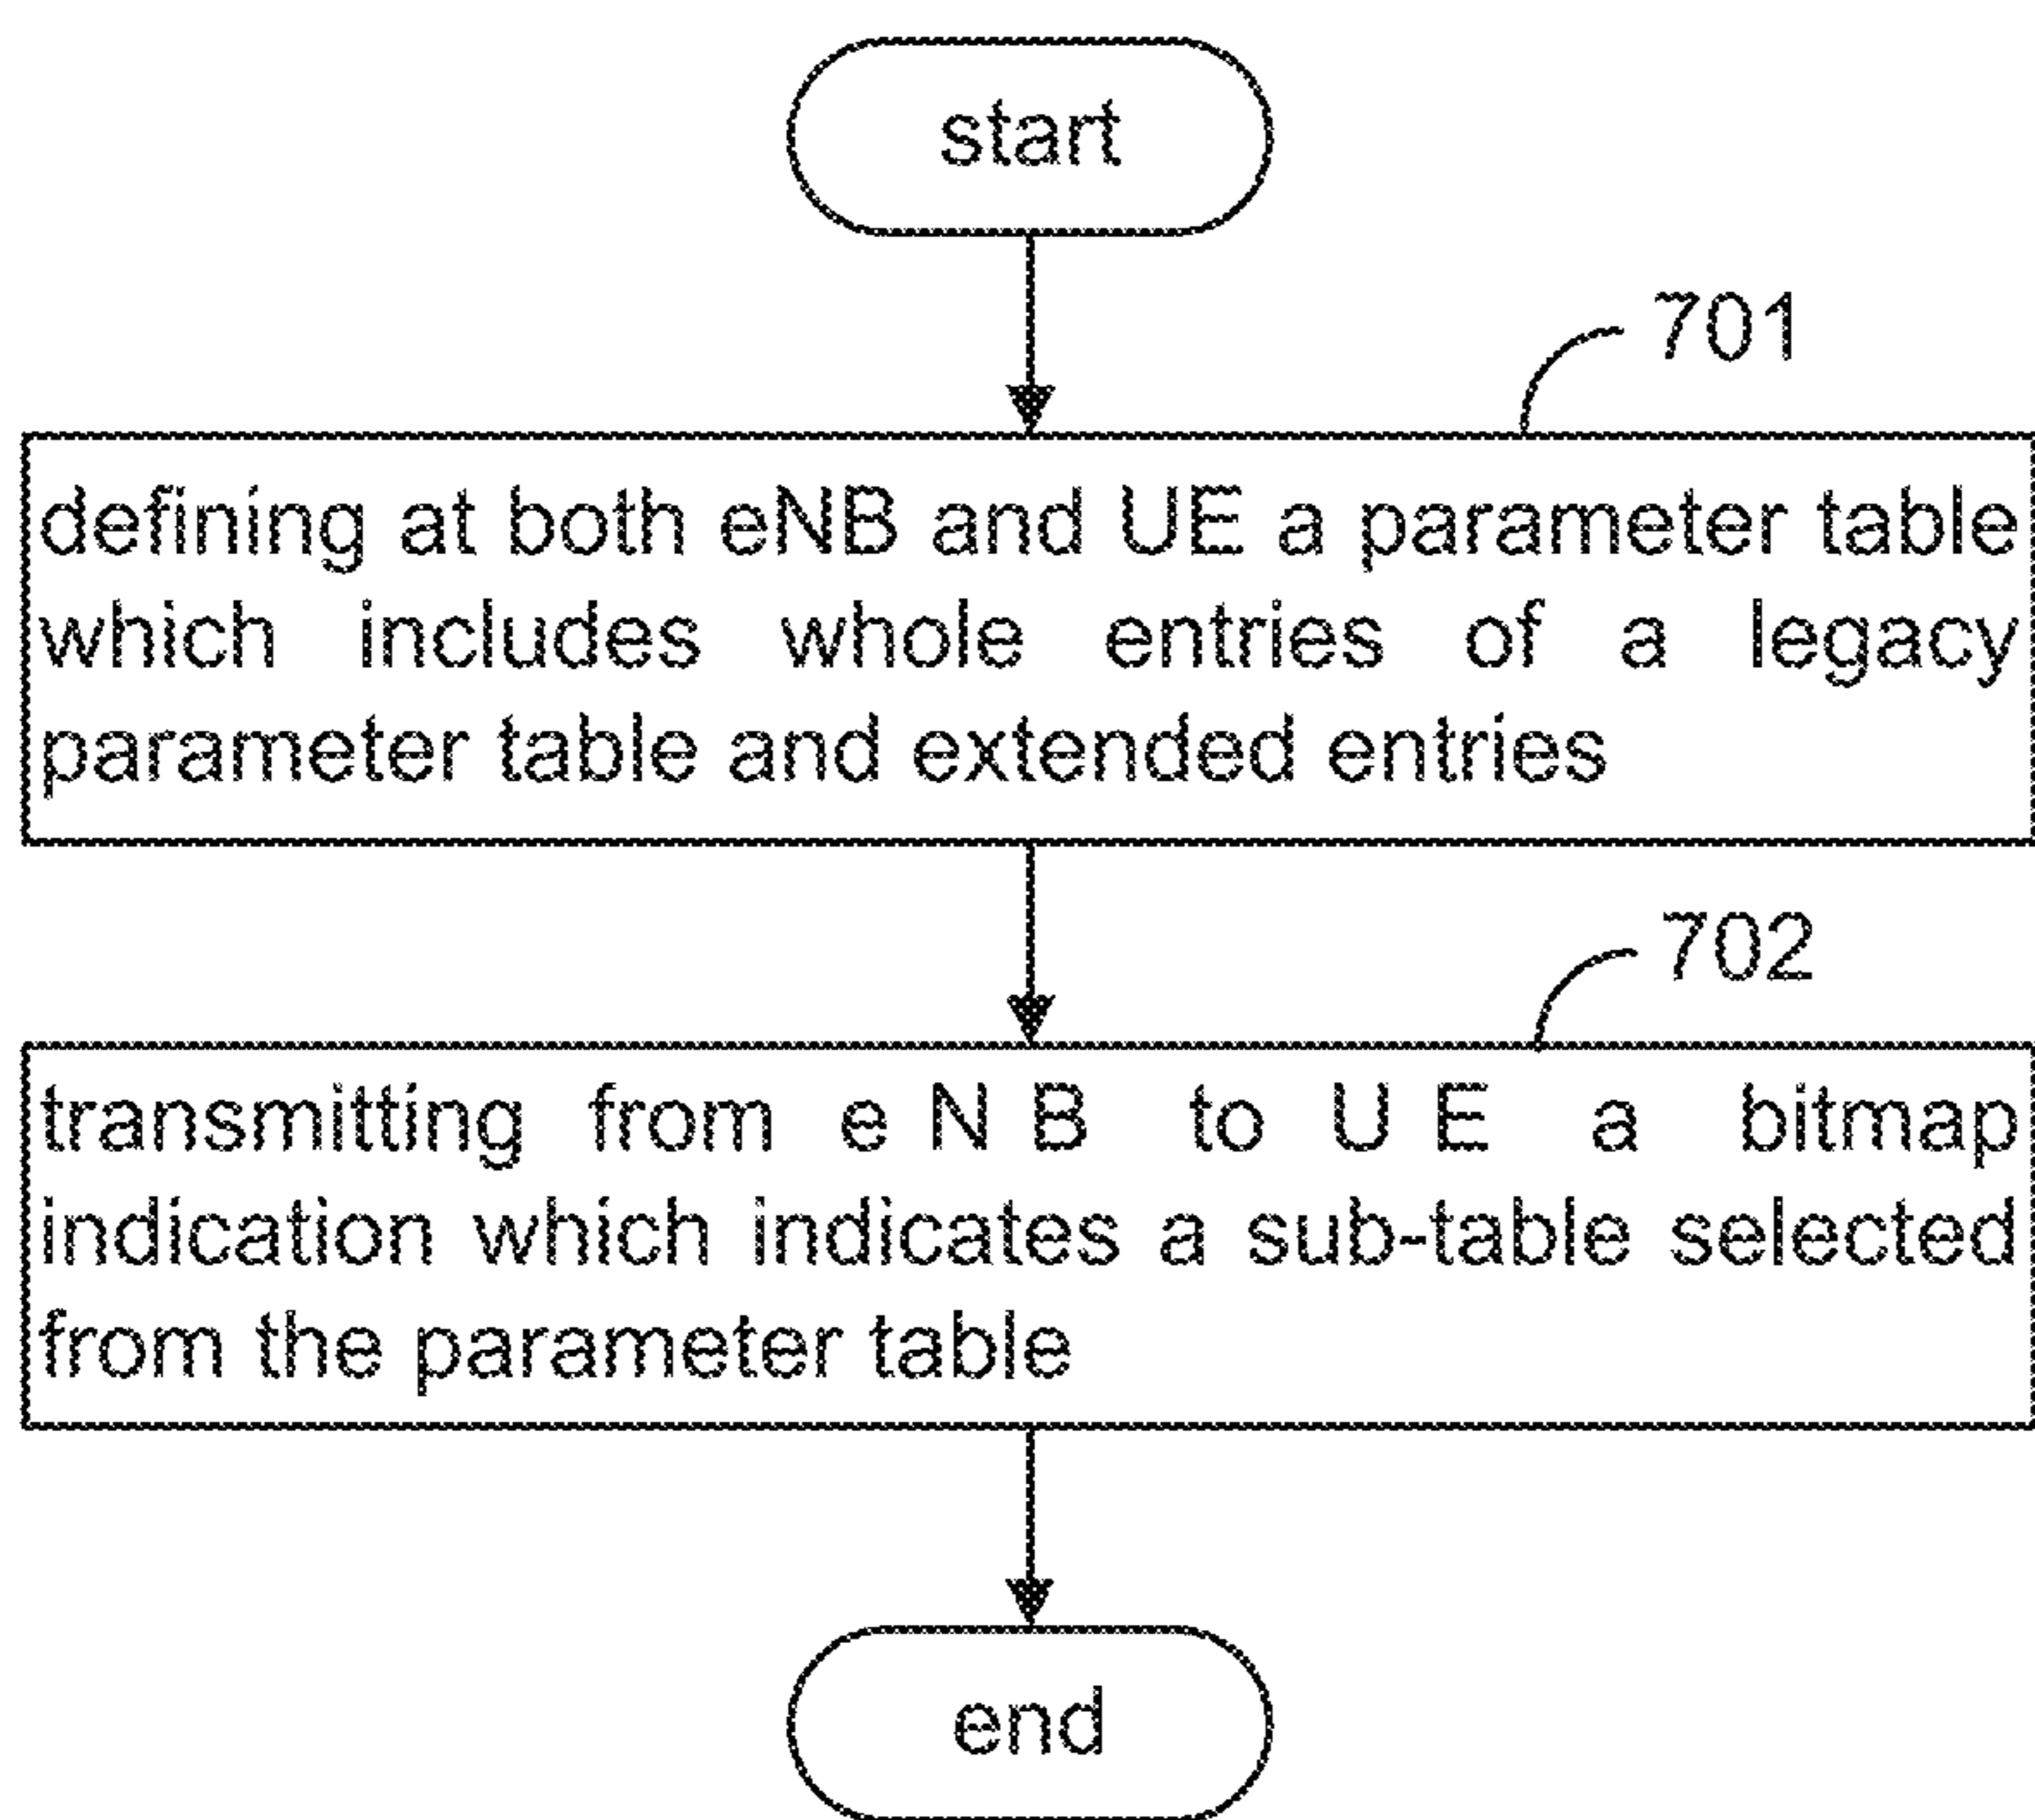 start
701
defining at both eNB and UE a parameter table
which includes whole entries of a legacy
parameter table and extended entries
702
transmitting from e N B to U E a bitmap
indication which indicates a sub-table selected
from the parameter table
end